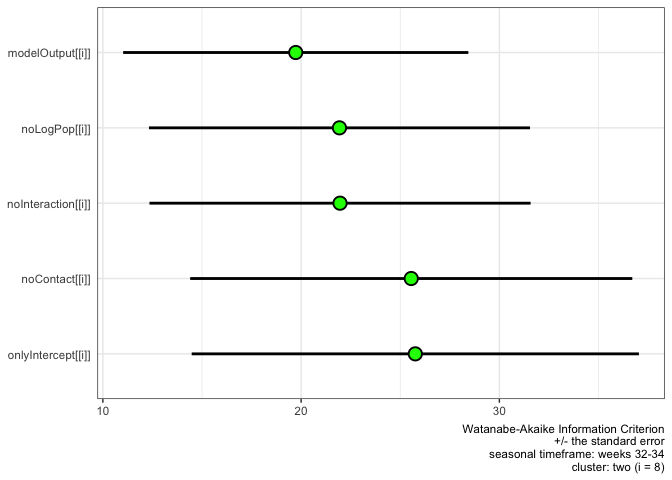 modelOutput[[i]]
noLogPop[[i]]
noInteraction[[i]]
noContact[[i]]
onlyIntercept[[i]]
10 20 30
Watanabe-Akaike Information Criterion
+/- the standard error
seasonal timeframe: weeks 32-34
cluster: two (i = 8)